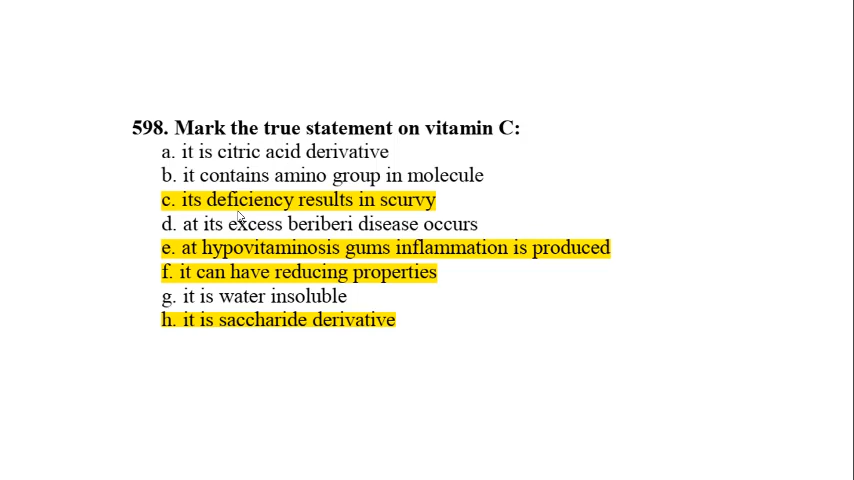 598. Mark the true statement on vitamin C:
a. it is citric acid derivative
b. it contains amino group in molecule
c. its deficiency results in scurvy
d. at its excess beriberi disease occurs
e. at hypovitaminosis gums inflammation is produced
f. it can have reducing properties
g. it is water insoluble
h. it is saccharide derivative